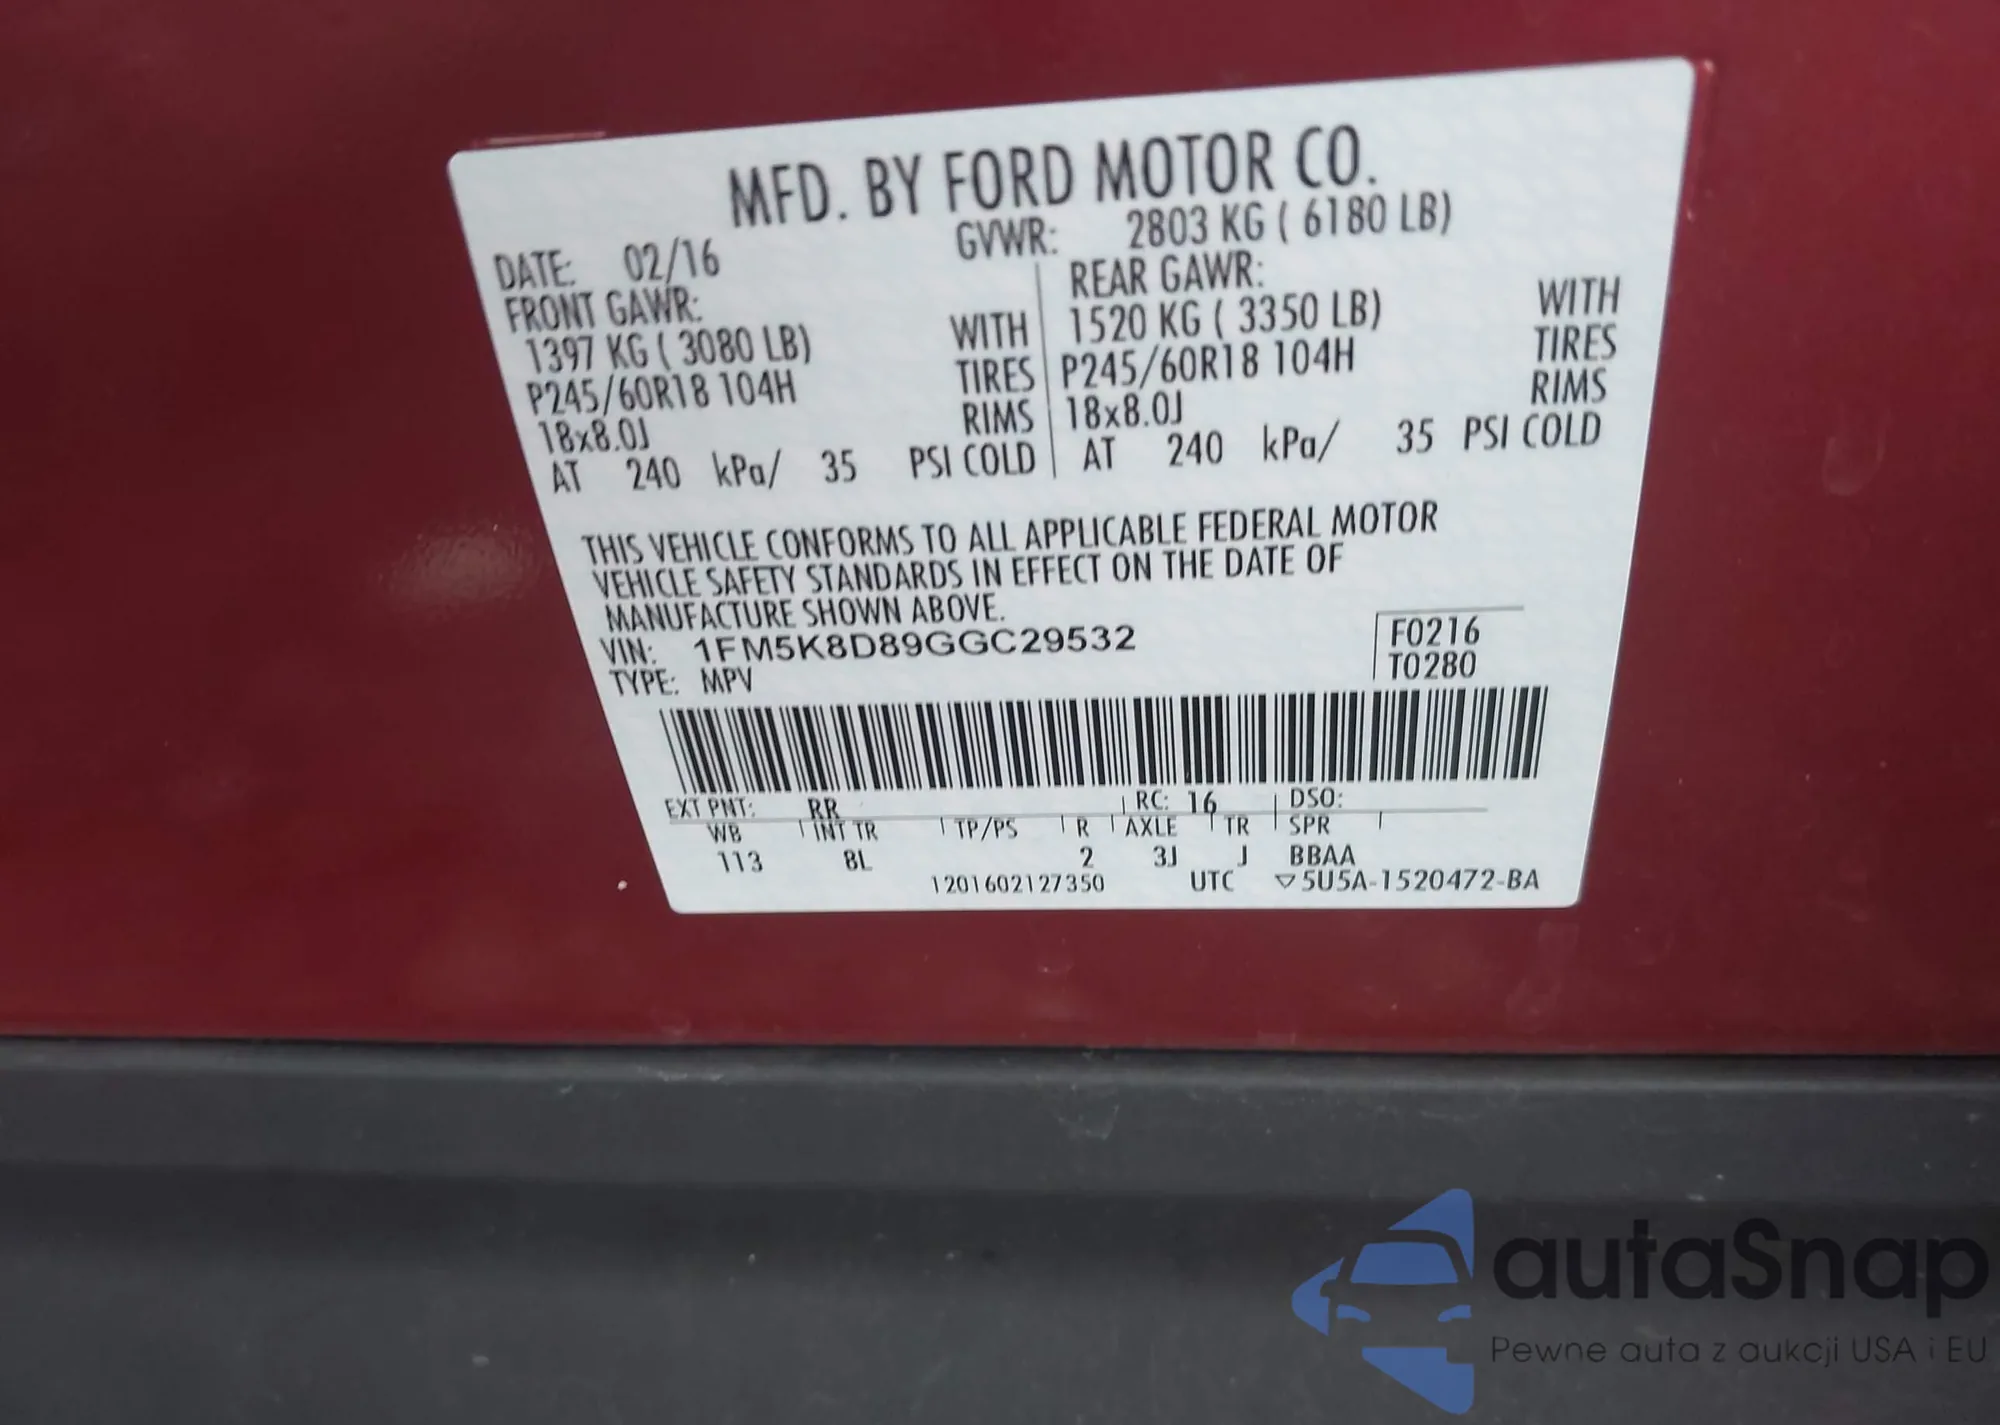 MFD. BY FORD MOTOR CO.
DATE: 02/16 GVWR: 2803 KG ( 6180 LB)
FRONT GAWR: REAR GAWR:
1397 KG ( 3080 LB) WITH 1520 KG ( 3350 LB) WITH
P245/60R18 104H TIRES P245/60R18 104H TIRES
18x8.0J RIMS 18x8.0J RIMS
AT 240 kPa/ 35 PSI COLD AT 240 kPa/ 35 PSI COLD
THIS VEHICLE CONFORMS TO ALL APPLICABLE FEDERAL MOTOR
VEHICLE SAFETY STANDARDS IN EFFECT ON THE DATE OF
MANUFACTURE SHOWN ABOVE.
VIN: 1FM5K8D89GGC29532 F0216
TYPE: MPV T0280
EXT PNT: RR RC: 16 DSO:
WB INT TR TP/PS R AXLE TR SPR
113 8L 2 3J J BBAA
1201602127350 UTC ▽5U5A-1520472-BA
autaSnap
Pewne auta z aukcji USA i EU